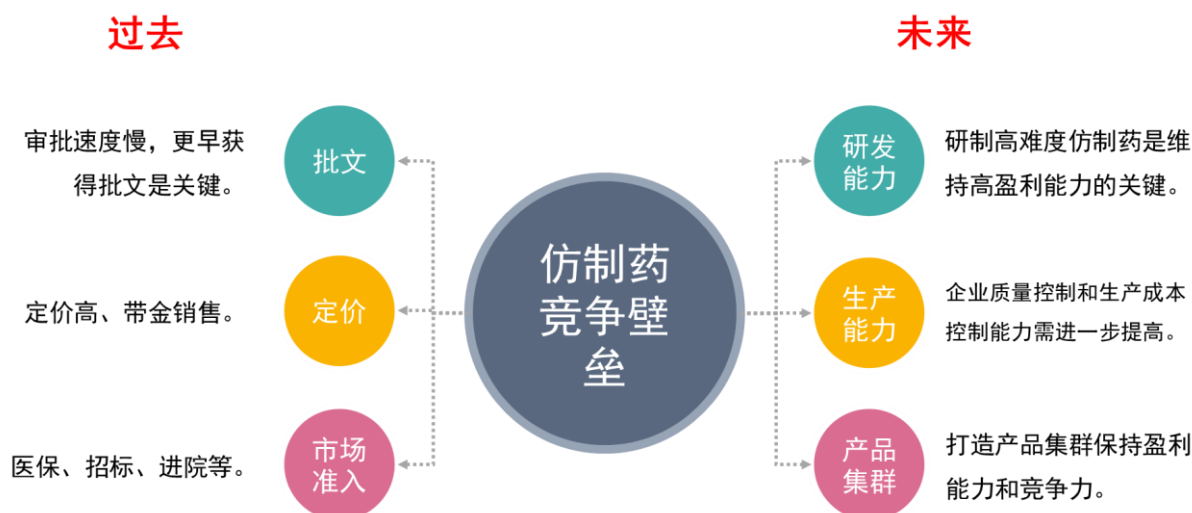 过去
审批速度慢，更早获
得批文是关键。
批文
定价高、带金销售。
定价
医保、招标、进院等。
市场
准入
仿制药
竞争壁
垒
未来
研发
能力
研制高难度仿制药是维
持高盈利能力的关键。
生产
能力
企业质量控制和生产成本
控制能力需进一步提高。
产品
集群
打造产品集群保持盈利
能力和竞争力。